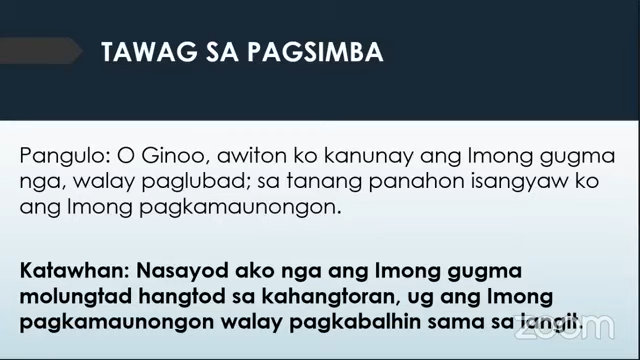 TAWAG SA PAGSIMBA
Pangulo: O Ginoo, awiton ko kanunay ang Imong gugma
nga, walay paglubad; sa tanang panahon isangyaw ko
ang Imong pagkamaunongon.
Katawhan: Nasayod ako nga ang Imong gugma
molungtad hangtod sa kahangtoran, ug ang Imong
pagkamaunongon walay pagkabalhin sama sa langit.
zoom